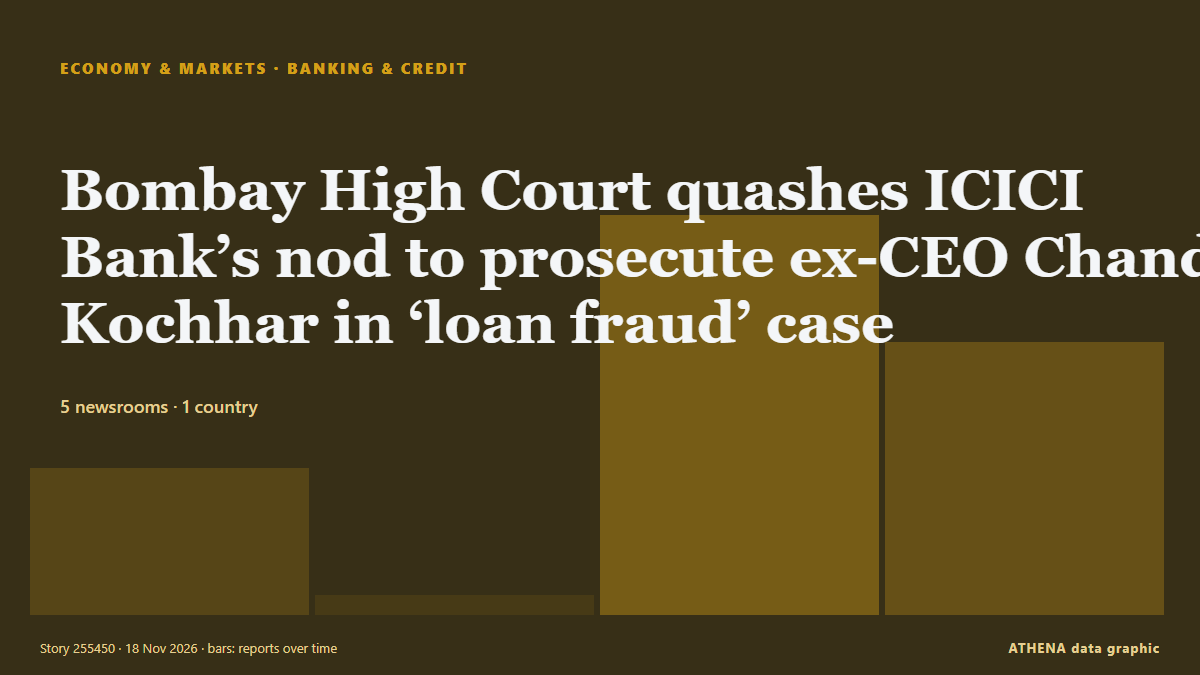 ECONOMY & MARKETS · BANKING & CREDIT
Bombay High Court quashes ICICI
Bank’s nod to prosecute ex-CEO Chand
Kochhar in ‘loan fraud’ case
5 newsrooms · 1 country
Story 255450 · 18 Nov 2026 · bars: reports over time
ATHENA data graphic